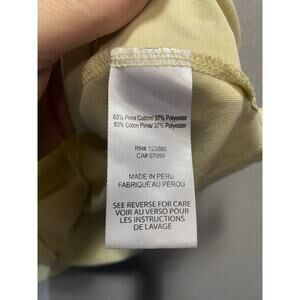 63% Pima Cotton/ 37% Polyester
63% Coton Pima/ 37% Polyester
RN# 123280
CA# 07099
MADE IN PERU
FABRIQUÉ AU PÉROU
SEE REVERSE FOR CARE
VOIR AU VERSO POUR
LES INSTRUCTIONS
DE LAVAGE